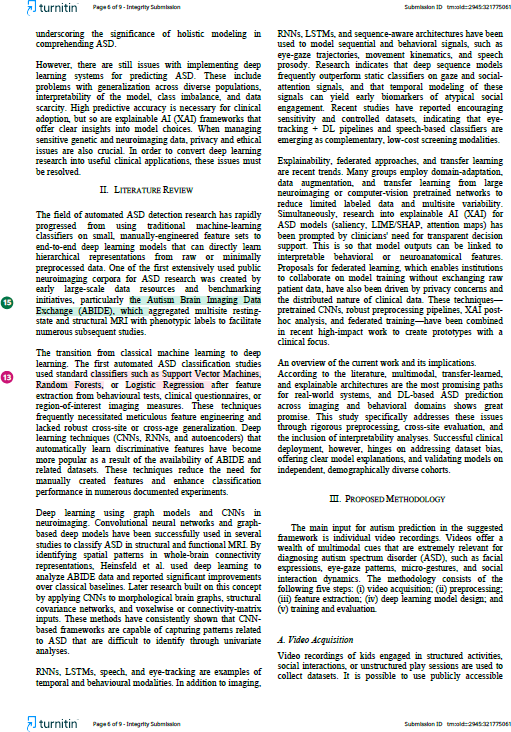 turnitin
Page 6 of 9 - Integrity Submission
Submission ID trn:oid:::2945:321775061
underscoring the significance of holistic modeling in
comprehending ASD.
However, there are still issues with implementing deep
learning systems for predicting ASD. These include
problems with generalization across diverse populations,
interpretability of the model, class imbalance, and data
scarcity. High predictive accuracy is necessary for clinical
adoption, but so are explainable AI (XAI) frameworks that
offer clear insights into model choices. When managing
sensitive genetic and neuroimaging data, privacy and ethical
issues are also crucial. In order to convert deep learning
research into useful clinical applications, these issues must
be resolved.
II. LITERATURE REVIEW
The field of automated ASD detection research has rapidly
progressed from using traditional machine-learning
classifiers on small, manually-engineered feature sets to
end-to-end deep learning models that can directly learn
hierarchical representations from raw or minimally
preprocessed data. One of the first extensively used public
neuroimaging corpora for ASD research was created by
early large-scale data resources and benchmarking
initiatives, particularly the Autism Brain Imaging Data
15
Exchange (ABIDE), which aggregated multisite resting-
state and structural MRI with phenotypic labels to facilitate
numerous subsequent studies.
The transition from classical machine learning to deep
learning. The first automated ASD classification studies
used standard classifiers such as Support Vector Machines,
13
Random Forests, or Logistic Regression after feature
extraction from behavioural tests, clinical questionnaires, or
region-of-interest imaging measures. These techniques
frequently necessitated meticulous feature engineering and
lacked robust cross-site or cross-age generalization. Deep
learning techniques (CNNs, RNNs, and autoencoders) that
automatically learn discriminative features have become
more popular as a result of the availability of ABIDE and
related datasets. These techniques reduce the need for
manually created features and enhance classification
performance in numerous documented experiments.
Deep learning using graph models and CNNs in
neuroimaging. Convolutional neural networks and graph-
based deep models have been successfully used in several
studies to classify ASD in structural and functional MRI. By
identifying spatial patterns in whole-brain connectivity
representations, Heinsfeld et al. used deep learning to
analyze ABIDE data and reported significant improvements
over classical baselines. Later research built on this concept
by applying CNNs to morphological brain graphs, structural
covariance networks, and voxelwise or connectivity-matrix
inputs. These methods have consistently shown that CNN-
based frameworks are capable of capturing patterns related
to ASD that are difficult to identify through univariate
analyses.
RNNs, LSTMs, speech, and eye-tracking are examples of
temporal and behavioural modalities. In addition to imaging,
RNNs, LSTMs, and sequence-aware architectures have been
used to model sequential and behavioral signals, such as
eye-gaze trajectories, movement kinematics, and speech
prosody. Research indicates that deep sequence models
frequently outperform static classifiers on gaze and social-
attention signals, and that temporal modeling of these
signals can yield early biomarkers of atypical social
engagement. Recent studies have reported encouraging
sensitivity and controlled datasets, indicating that eye-
tracking + DL pipelines and speech-based classifiers are
emerging as complementary, low-cost screening modalities.
Explainability, federated approaches, and transfer learning
are recent trends. Many groups employ domain-adaptation,
data augmentation, and transfer learning from large
neuroimaging or computer-vision pretrained networks to
reduce limited labeled data and multisite variability.
Simultaneously, research into explainable AI (XAI) for
ASD models (saliency, LIME/SHAP, attention maps) has
been prompted by clinicians' need for transparent decision
support. This is so that model outputs can be linked to
interpretable behavioral or neuroanatomical features.
Proposals for federated learning, which enables institutions
to collaborate on model training without exchanging raw
patient data, have also been driven by privacy concerns and
the distributed nature of clinical data. These techniques—
pretrained CNNs, robust preprocessing pipelines, XAI post-
hoc analysis, and federated training—have been combined
in recent high-impact work to create prototypes with a
clinical focus.
An overview of the current work and its implications.
According to the literature, multimodal, transfer-learned,
and explainable architectures are the most promising paths
for real-world systems, and DL-based ASD prediction
across imaging and behavioral domains shows great
promise. This study specifically addresses these issues
through rigorous preprocessing, cross-site evaluation, and
the inclusion of interpretability analyses. Successful clinical
deployment, however, hinges on addressing dataset bias,
offering clear model explanations, and validating models on
independent, demographically diverse cohorts.
III. PROPOSED METHODOLOGY
The main input for autism prediction in the suggested
framework is individual video recordings. Videos offer a
wealth of multimodal cues that are extremely relevant for
diagnosing autism spectrum disorder (ASD), such as facial
expressions, eye-gaze patterns, micro-gestures, and social
interaction dynamics. The methodology consists of the
following five steps: (i) video acquisition; (ii) preprocessing;
(iii) feature extraction; (iv) deep learning model design; and
(v) training and evaluation.
A. Video Acquisition
Video recordings of kids engaged in structured activities,
social interactions, or unstructured play sessions are used to
collect datasets. It is possible to use publicly accessible
turnitin
Page 6 of 9 - Integrity Submission
Submission ID trn:oid:::2945:321775061